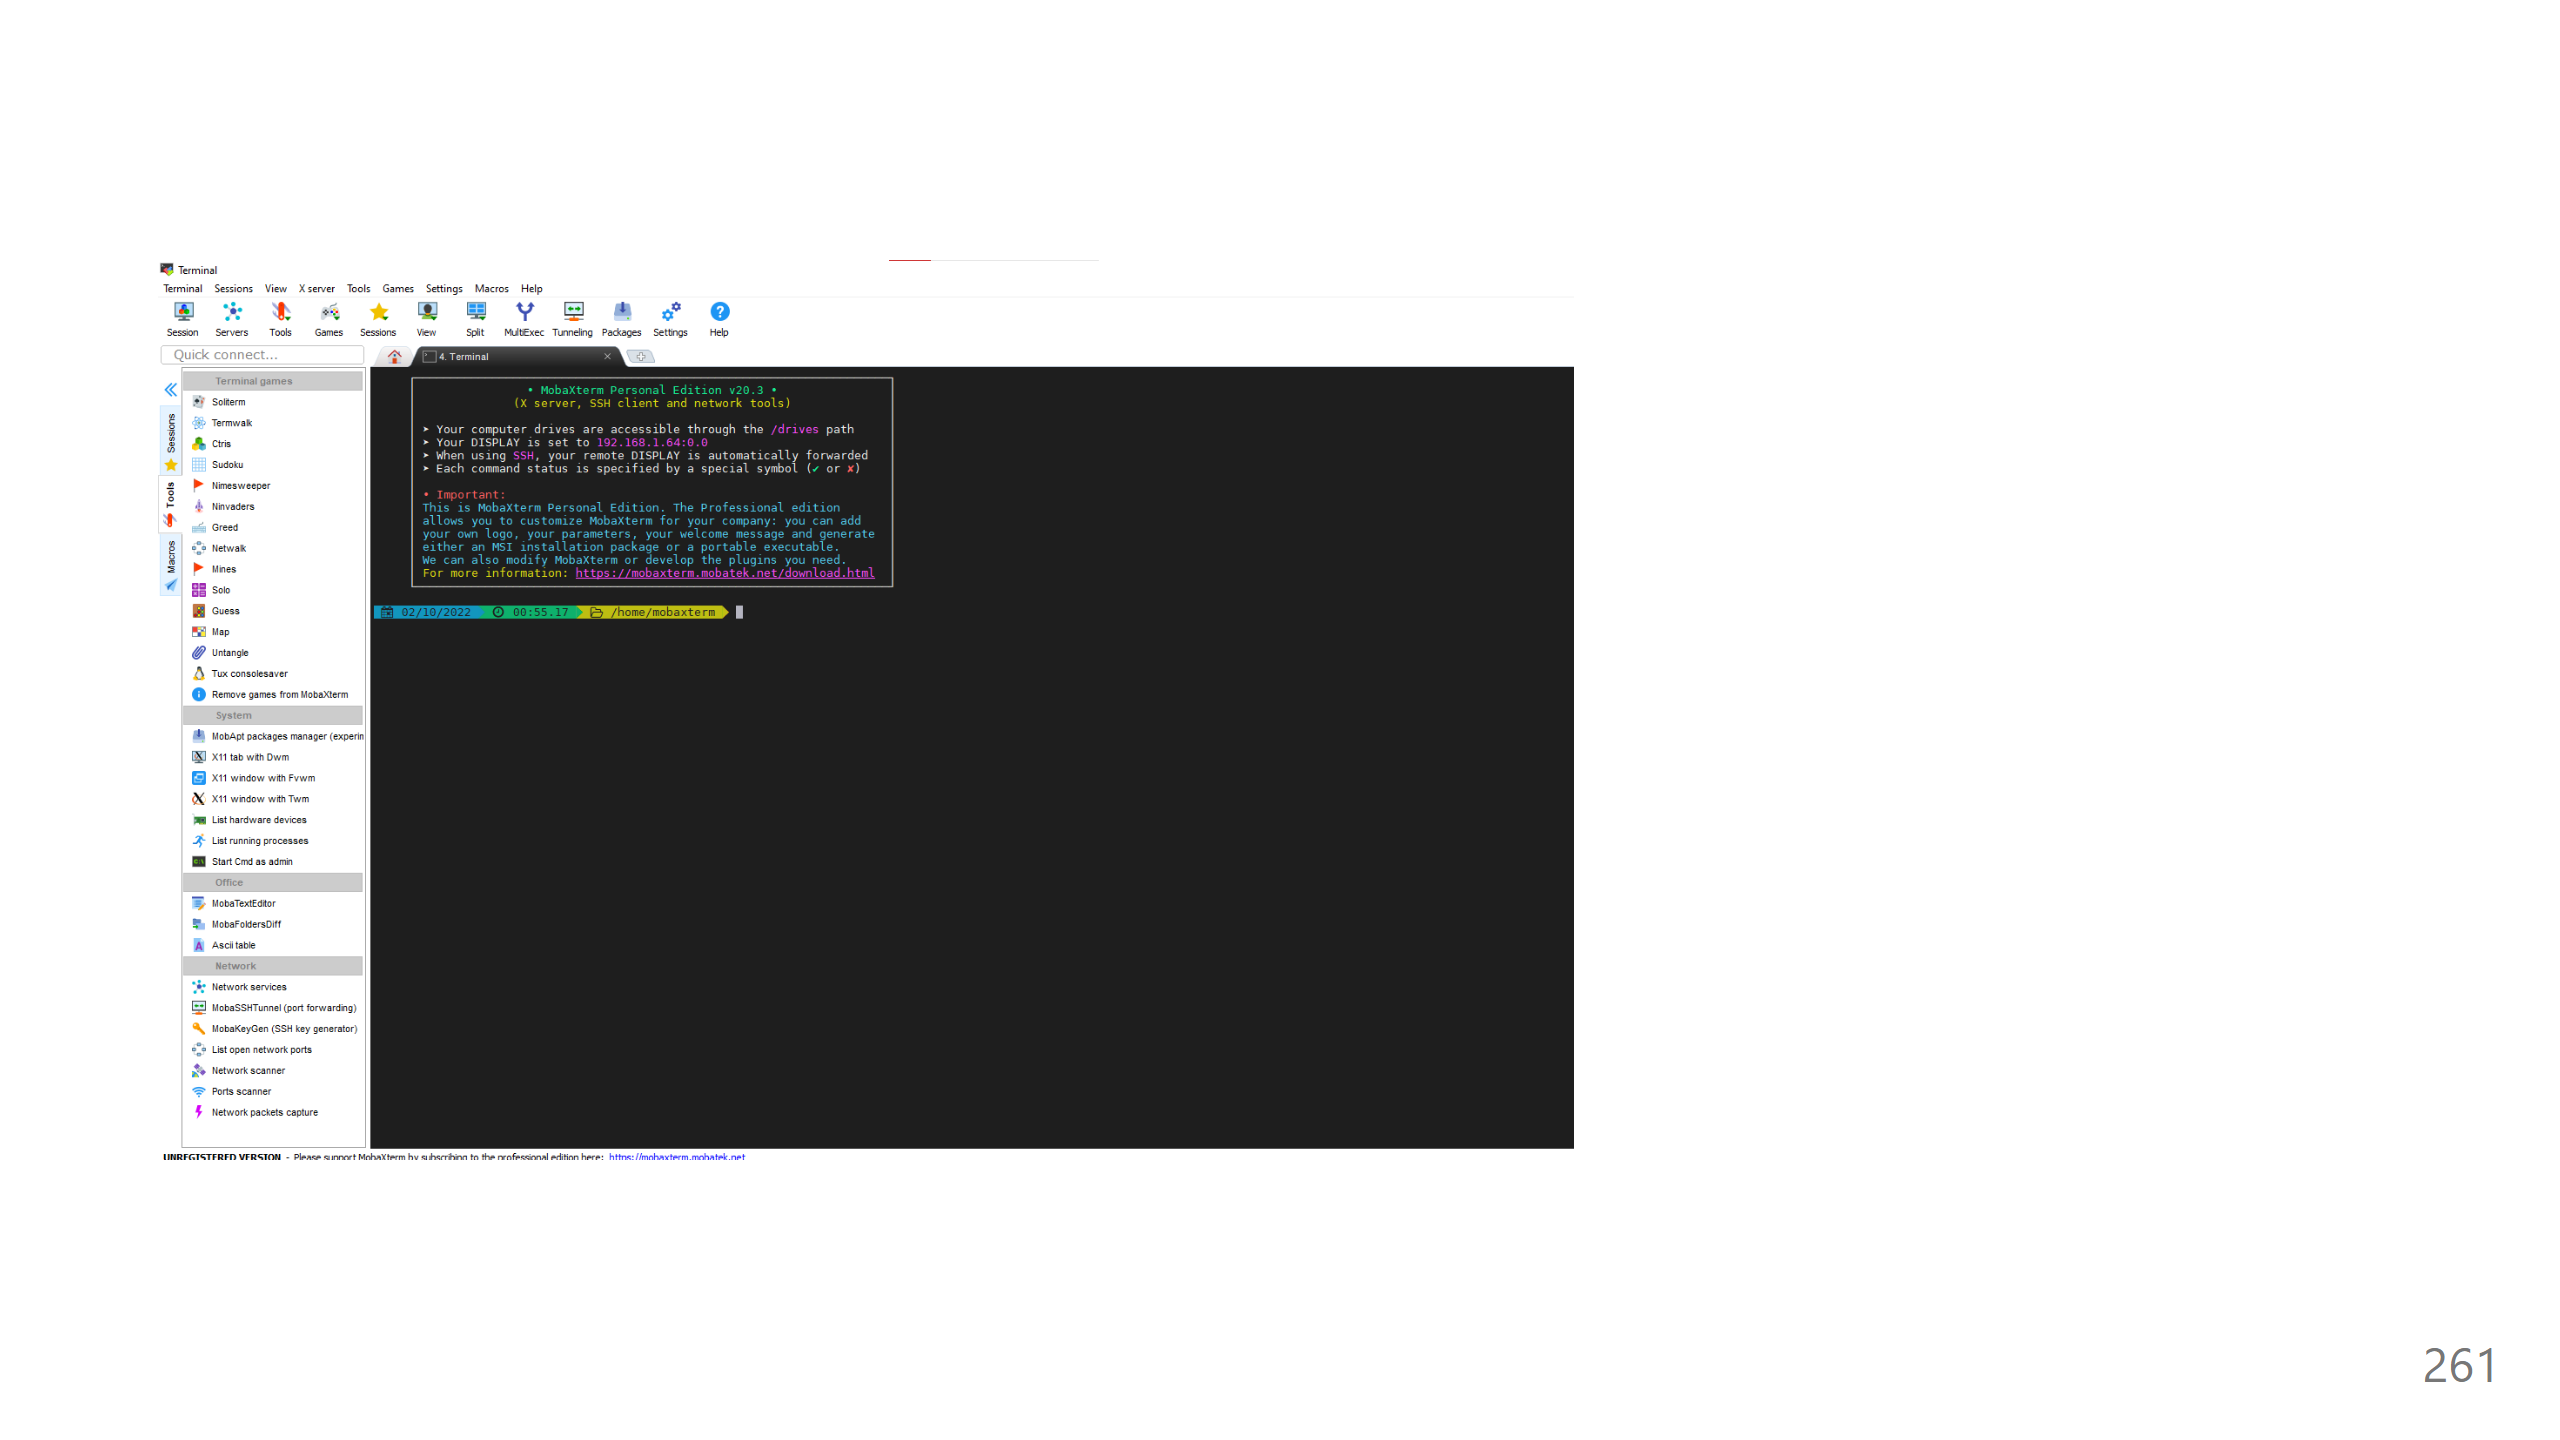 Terminal
Terminal Sessions View X server Tools Games Settings Macros Help
Session Servers Tools Games Sessions View Split MultiExec Tunneling Packages Settings Help
Quick connect...
4. Terminal
Sessions
Tools
Macros
Terminal games
Soliterm
Termwalk
Ctris
Sudoku
Nimesweeper
Ninvaders
Greed
Netwalk
Mines
Solo
Guess
Map
Untangle
Tux consolesaver
Remove games from MobaXterm
System
MobApt packages manager (experin
X11 tab with Dwm
X11 window with Fvwm
X11 window with Twm
List hardware devices
List running processes
Start Cmd as admin
Office
MobaTextEditor
MobaFoldersDiff
Ascii table
Network
Network services
MobaSSHTunnel (port forwarding)
MobaKeyGen (SSH key generator)
List open network ports
Network scanner
Ports scanner
Network packets capture
• MobaXterm Personal Edition v20.3 •
(X server, SSH client and network tools)
➤ Your computer drives are accessible through the /drives path
➤ Your DISPLAY is set to 192.168.1.64:0.0
➤ When using SSH, your remote DISPLAY is automatically forwarded
➤ Each command status is specified by a special symbol (✔ or ✘)
• Important:
This is MobaXterm Personal Edition. The Professional edition
allows you to customize MobaXterm for your company: you can add
your own logo, your parameters, your welcome message and generate
either an MSI installation package or a portable executable.
We can also modify MobaXterm or develop the plugins you need.
For more information: https://mobaxterm.mobatek.net/download.html
02/10/2022 00:55.17 /home/mobaxterm
UNREGISTERED VERSION - Please support MobaXterm by subscribing to the professional edition here: https://mobaxterm.mobatek.net
261